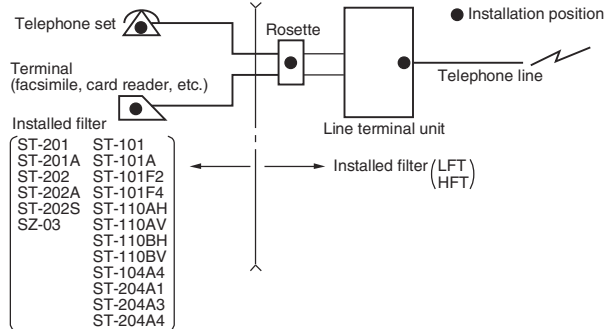 Telephone set
Rosette
● Installation position
Terminal
(facsimile, card reader, etc.)
Telephone line
Line terminal unit
Installed filter
ST-201 ST-101
ST-201A ST-101A
ST-202 ST-101F2
ST-202A ST-101F4
ST-202S ST-110AH
SZ-03 ST-110AV
ST-110BH
ST-110BV
ST-104A4
ST-204A1
ST-204A3
ST-204A4
Installed filter (LFT
HFT)